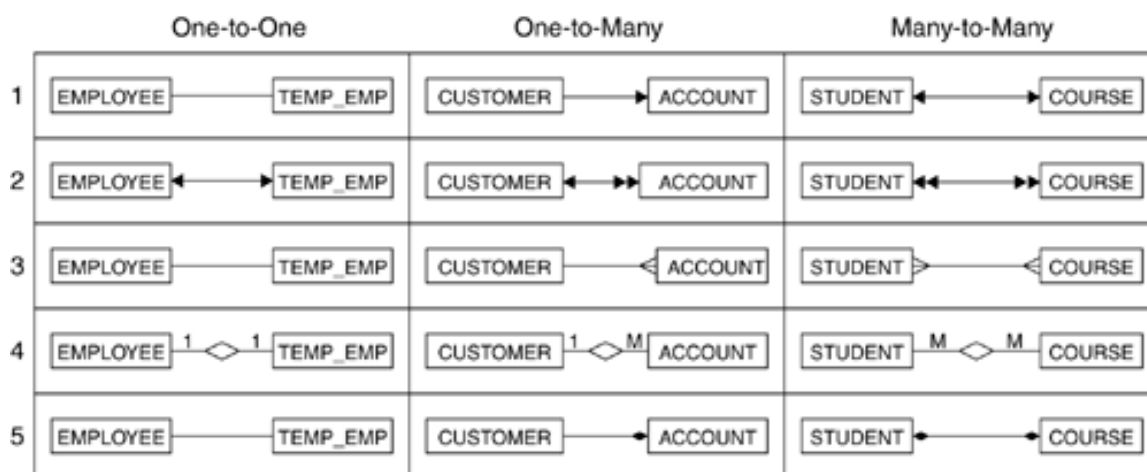 One-to-One One-to-Many Many-to-Many
1 EMPLOYEE TEMP_EMP CUSTOMER ACCOUNT STUDENT COURSE
2 EMPLOYEE TEMP_EMP CUSTOMER ACCOUNT STUDENT COURSE
3 EMPLOYEE TEMP_EMP CUSTOMER ACCOUNT STUDENT COURSE
4 EMPLOYEE 1 1 TEMP_EMP CUSTOMER 1 M ACCOUNT STUDENT M M COURSE
5 EMPLOYEE TEMP_EMP CUSTOMER ACCOUNT STUDENT COURSE